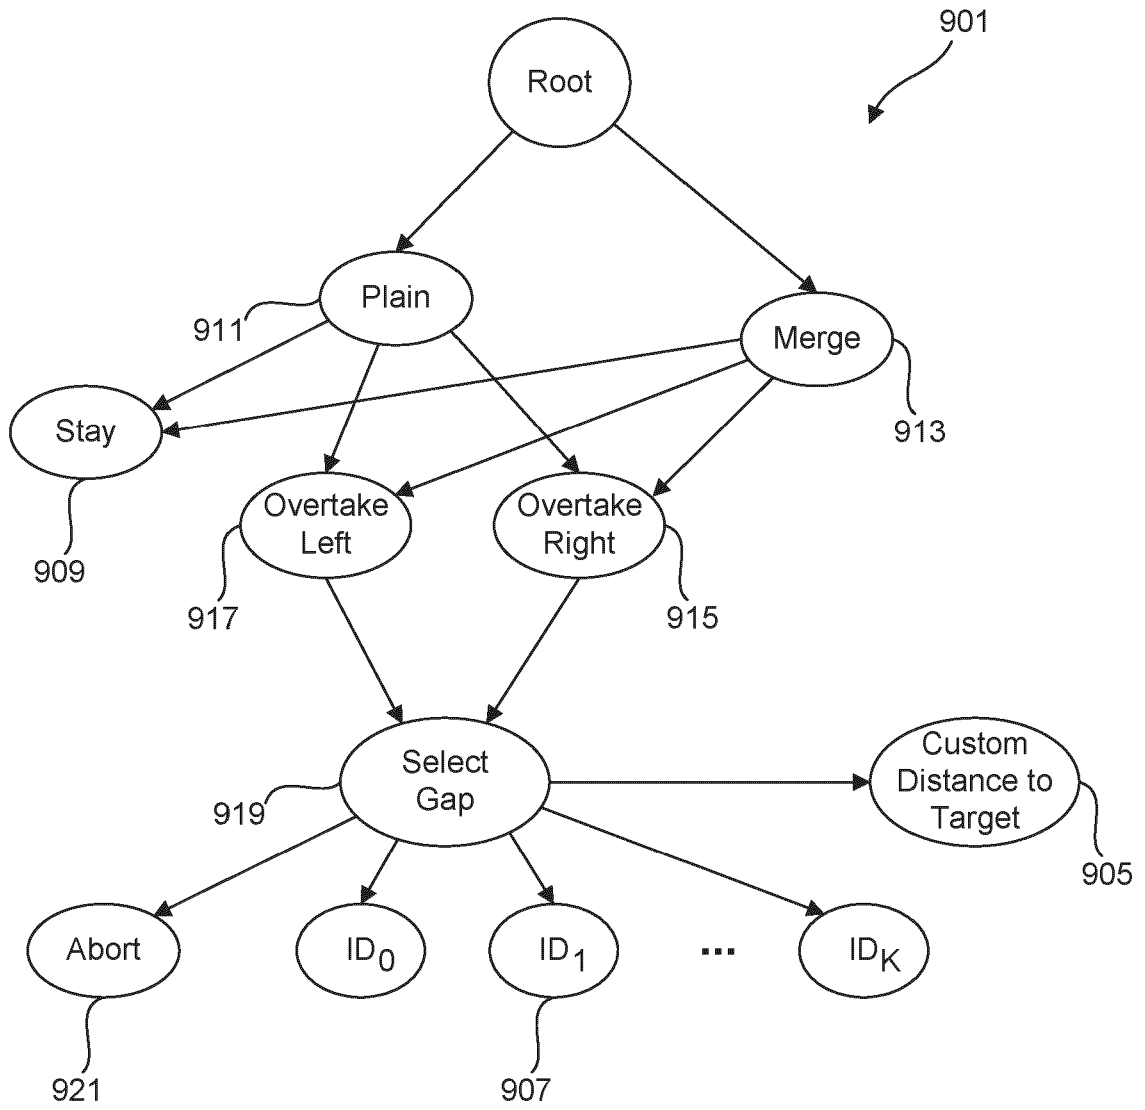 901
Root
Plain
911
Merge
913
Stay
909
Overtake
Left
917
Overtake
Right
915
Select
Gap
919
Custom
Distance to
Target
905
Abort
921
ID0
ID1
907
...
IDK